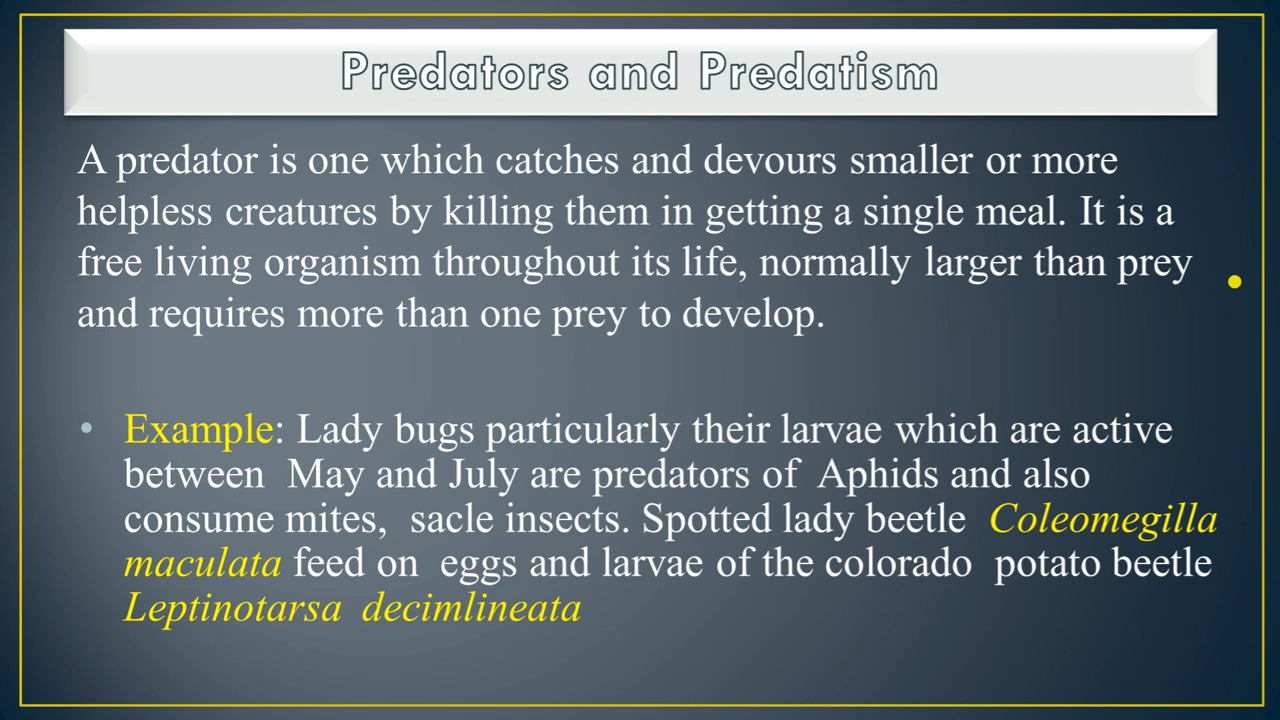 Predators and Predatism
A predator is one which catches and devours smaller or more
helpless creatures by killing them in getting a single meal. It is a
free living organism throughout its life, normally larger than prey
and requires more than one prey to develop.
• Example: Lady bugs particularly their larvae which are active
between May and July are predators of Aphids and also
consume mites, sacle insects. Spotted lady beetle Coleomegilla
maculata feed on eggs and larvae of the colorado potato beetle
Leptinotarsa decimlineata